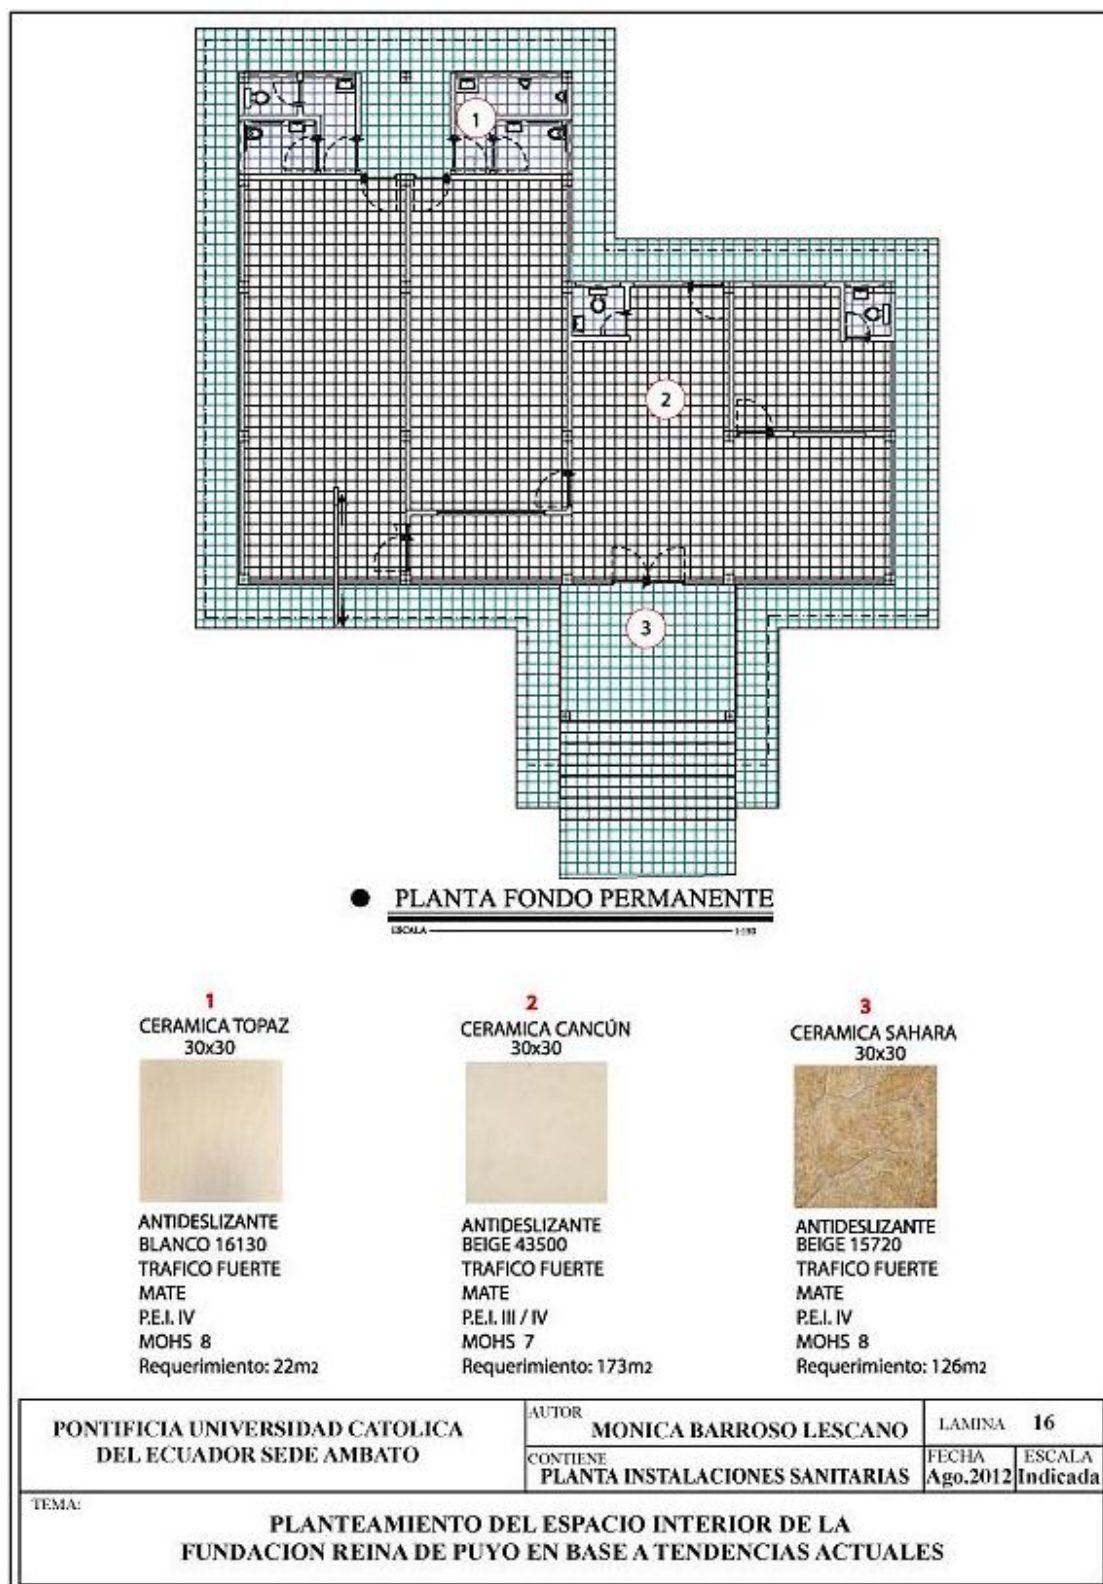 1
2
3
PLANTA FONDO PERMANENTE
ESCALA
1
CERAMICA TOPAZ
30x30
ANTIDESLIZANTE
BLANCO 16130
TRAFICO FUERTE
MATE
P.E.I. IV
MOHS 8
Requerimiento: 22m2
2
CERAMICA CANCÚN
30x30
ANTIDESLIZANTE
BEIGE 43500
TRAFICO FUERTE
MATE
P.E.I. III / IV
MOHS 7
Requerimiento: 173m2
3
CERAMICA SAHARA
30x30
ANTIDESLIZANTE
BEIGE 15720
TRAFICO FUERTE
MATE
P.E.I. IV
MOHS 8
Requerimiento: 126m2
PONTIFICIA UNIVERSIDAD CATOLICA
DEL ECUADOR SEDE AMBATO
AUTOR
MONICA BARROSO LESCANO
LAMINA 16
CONTIENE
PLANTA INSTALACIONES SANITARIAS
FECHA
Ago.2012
ESCALA
Indicada
TEMA:
PLANTEAMIENTO DEL ESPACIO INTERIOR DE LA
FUNDACION REINA DE PUYO EN BASE A TENDENCIAS ACTUALES